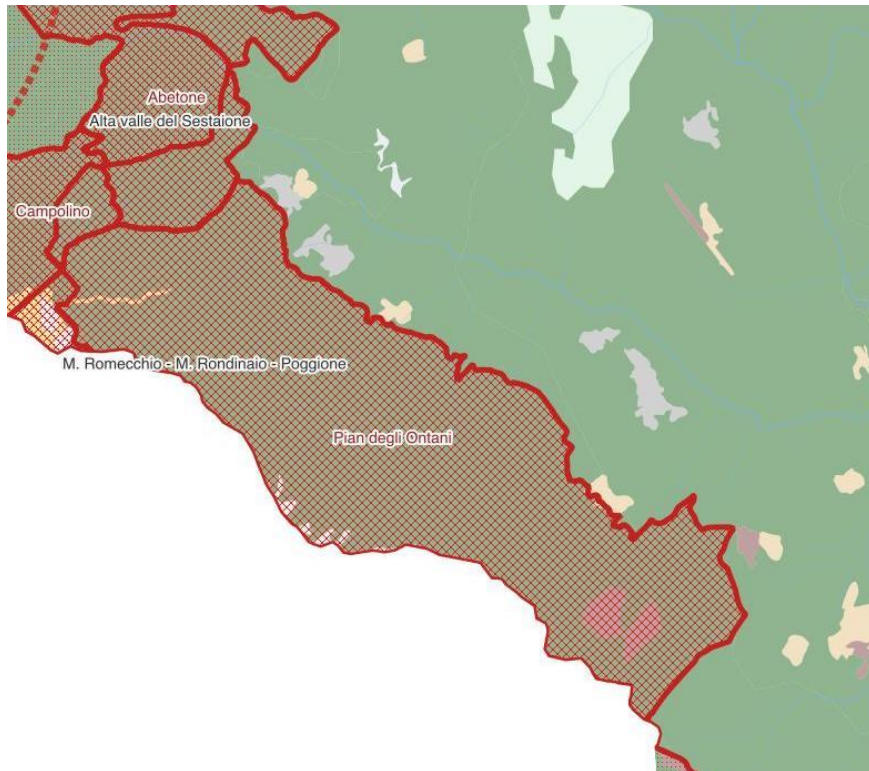 Abetone
Alta valle del Sestaione
Campolino
M. Romecchio - M. Rondinaio - Poggione
Pian degli Ontani